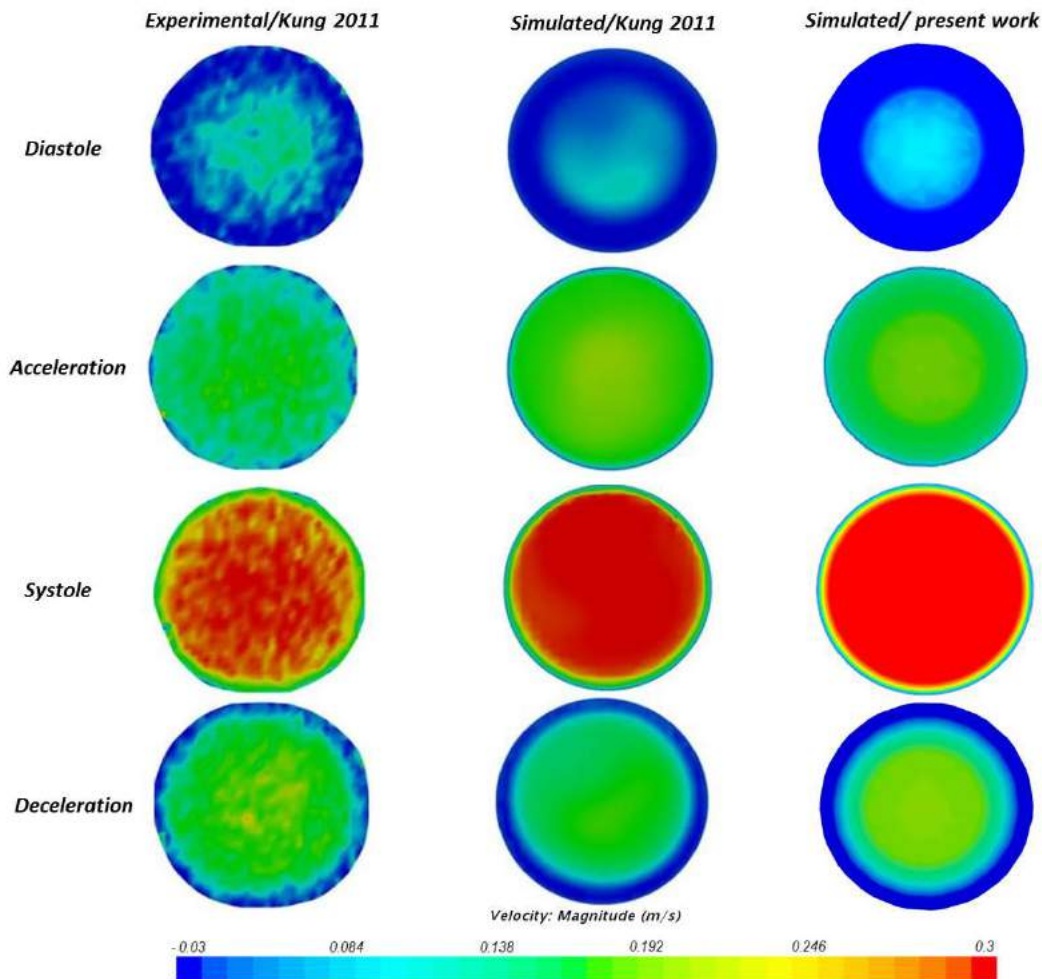 Experimental/Kung 2011 Simulated/Kung 2011 Simulated/ present work
Diastole
Acceleration
Systole
Deceleration
Velocity: Magnitude (m/s)
- 0.03 0.084 0.138 0.192 0.246 0.3